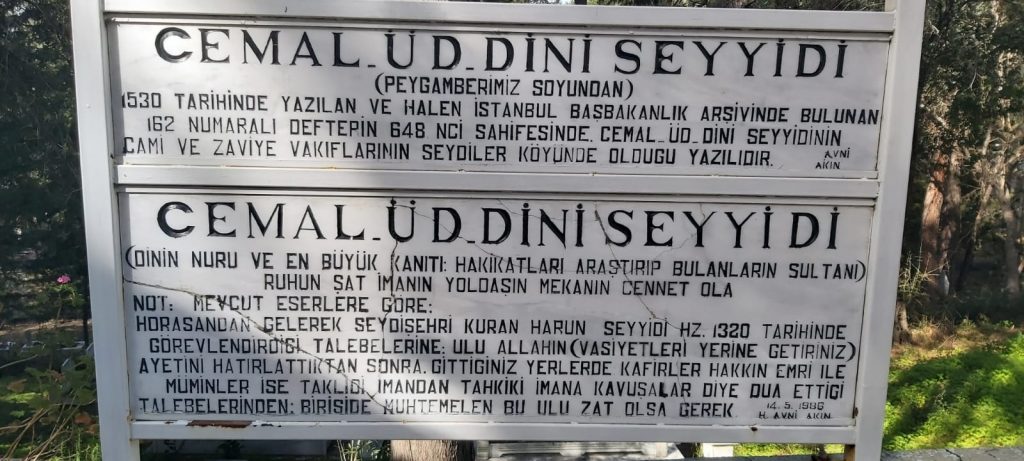 CEMAL_ÜD_DİNİ SEYYİDİ
(PEYGAMBERİMİZ SOYUNDAN)
1530 TARİHİNDE YAZILAN VE HALEN İSTANBUL BAŞBAKANLIK ARŞİVİNDE BULUNAN
162 NUMARALI DEFTEPİN 648 NCİ SAHİFESİNDE. CEMAL_ÜD_DİNİ SEYYİDİNİN
CAMİ VE ZAVİYE VAKIFLARININ SEYDİLER KÖYÜNDE OLDUGU YAZILIDIR. AVNİ
AKIN
CEMAL_ÜD_DİNİ SEYYİDİ
(DİNİN NURU VE EN BÜYÜK KANITI: HAKİKATLARI ARAŞTIRIP BULANLARIN SULTANI)
RUHUN ŞAT İMANIN YOLDAŞIN MEKANIN CENNET OLA
NOT: MEVCUT ESERLERE GÖRE:
HORASANDAN GELEREK SEYDİŞEHRİ KURAN HARUN SEYYİDİ HZ. 1320 TARİHİNDE
GÖREVLENDİRDİGİ TALEBELERİNE: ULU ALLAHIN (VASİYETLERİ YERİNE GETİRİNİZ)
AYETİNİ HATIRLATTIKTAN SONRA. GİTTİGİNİZ YERLERDE KAFİRLER HAKKIN EMRİ İLE
MÜMİNLER İSE TAKLİGİ İMANDAN TAHKİKİ İMANA KAVUŞALAR DİYE DUA ETTİGİ
TALEBELERİNDEN: BİRİSİDE MUHTEMELEN BU ULU ZAT OLSA GEREK. 14.5.1986
H. AVNİ AKIN